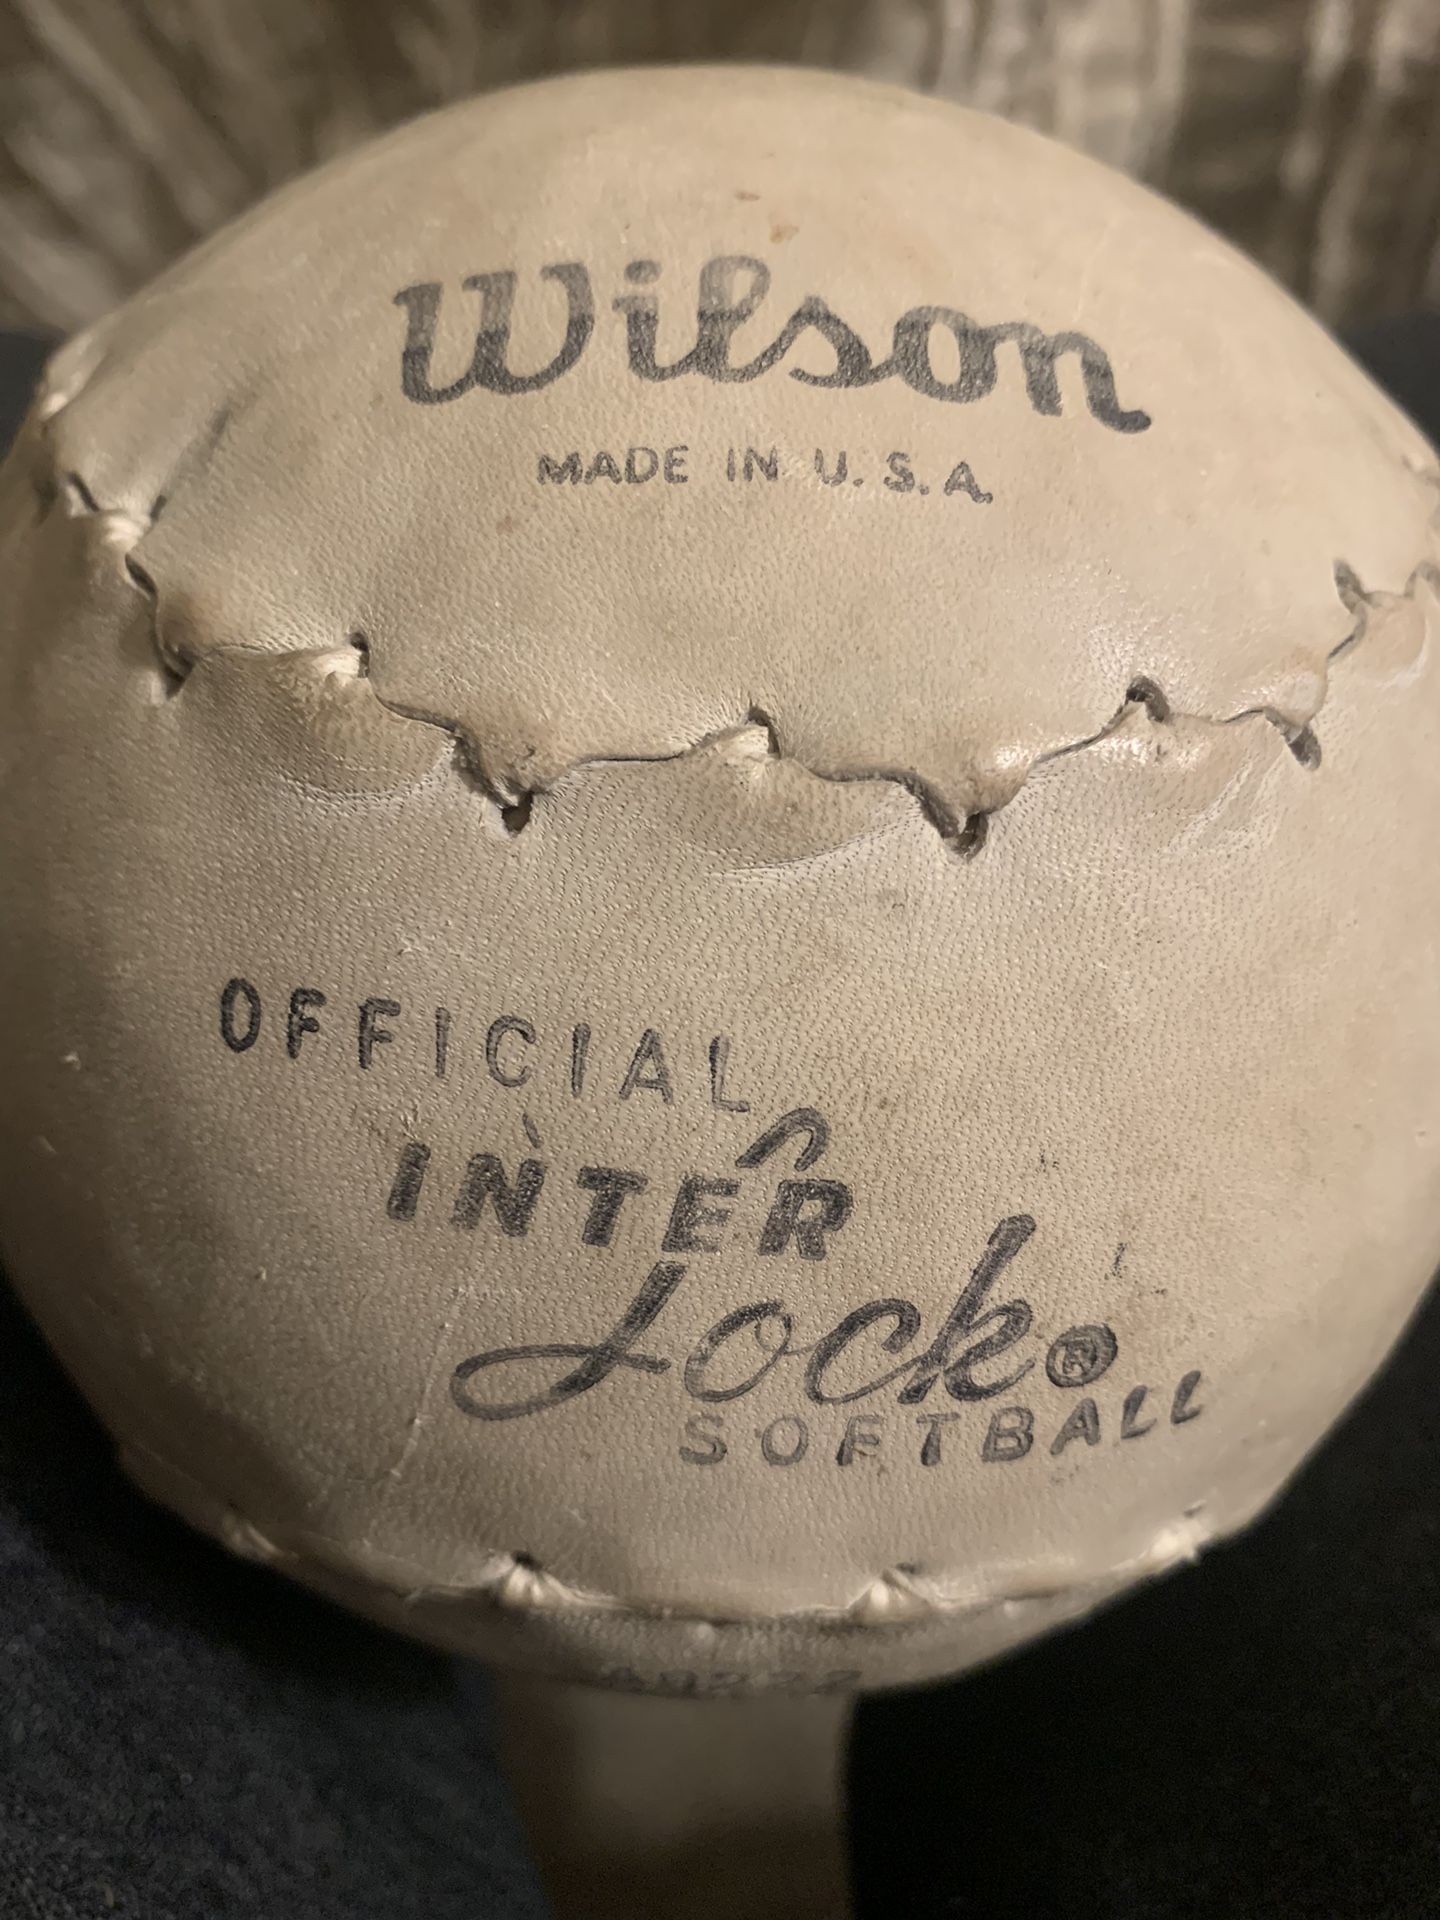 Wilson
MADE IN U.S.A.
OFFICIAL
INTER
Lock®
SOFTBALL